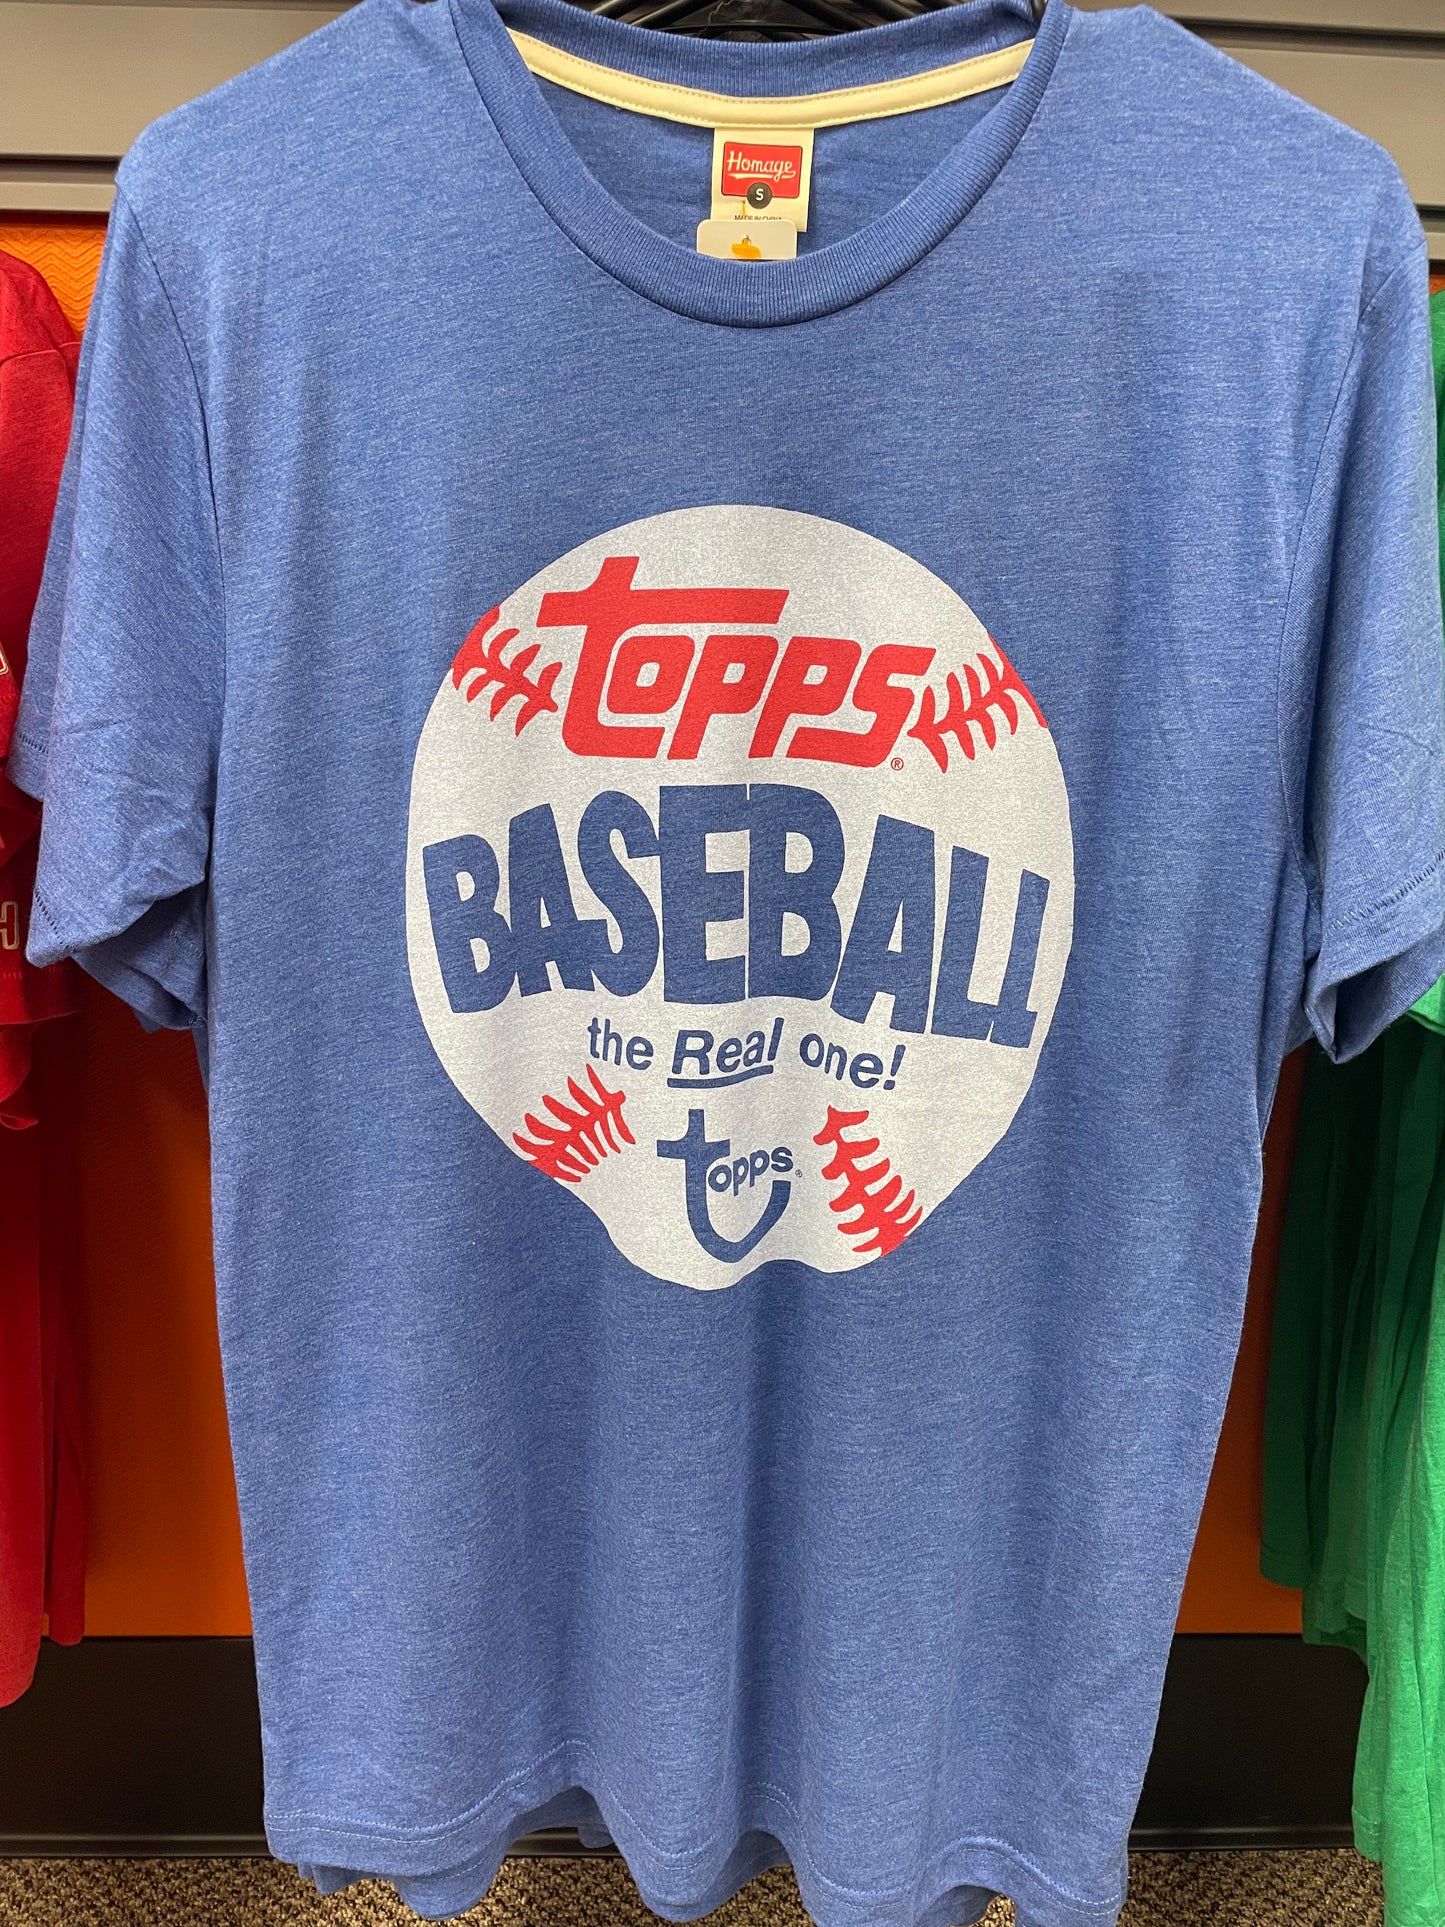 Homage
S
MADE IN CHINA
topps®
BASEBALL
the Real one!
topps®